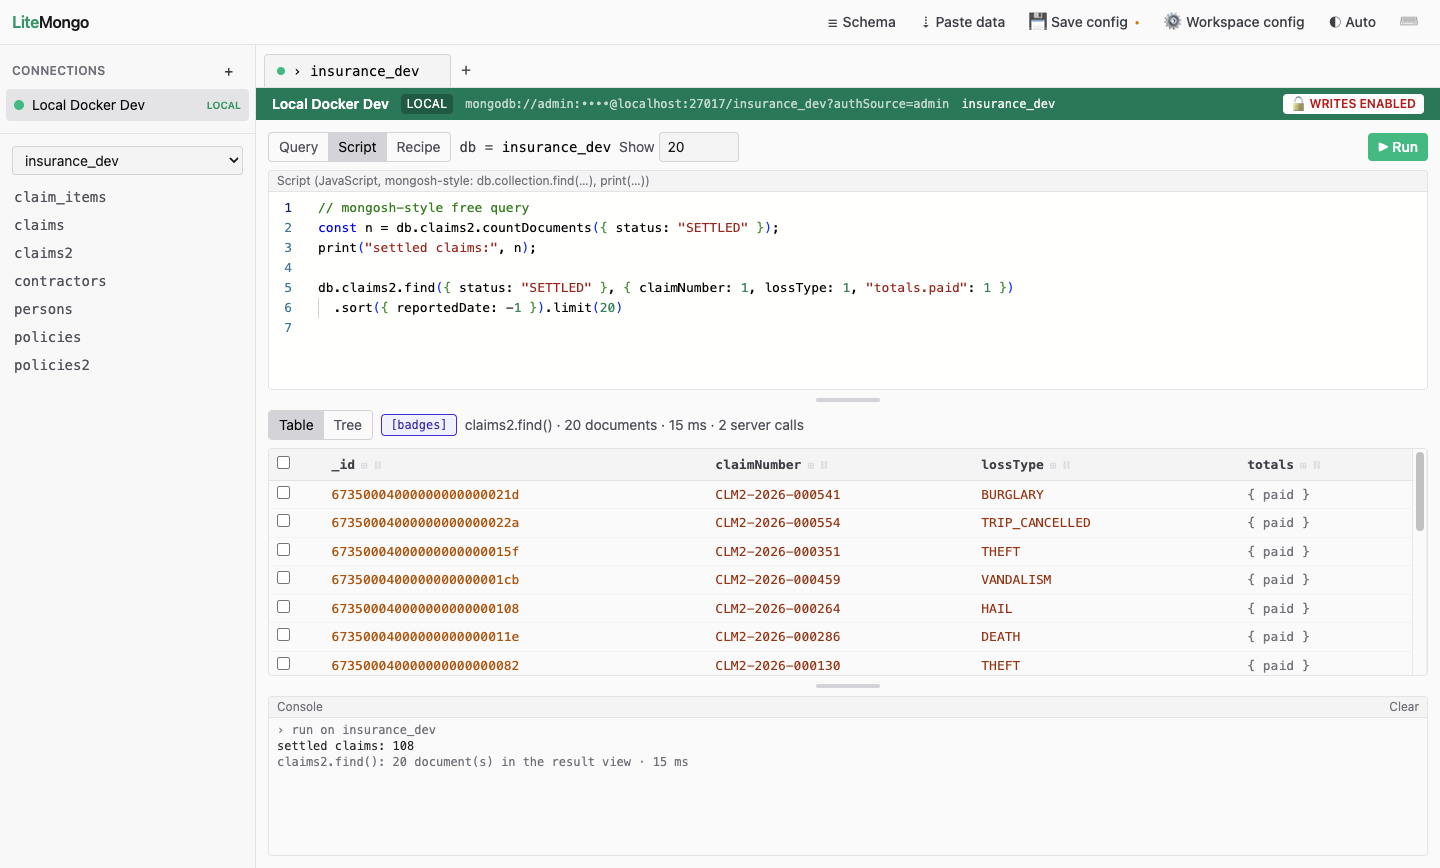 LiteMongo
≡ Schema
⇣ Paste data
Save config •
Workspace config
Auto
CONNECTIONS
+
Local Docker Dev
LOCAL
insurance_dev
claim_items
claims
claims2
contractors
persons
policies
policies2
› insurance_dev
+
Local Docker Dev LOCAL mongodb://admin:••••@localhost:27017/insurance_dev?authSource=admin insurance_dev
WRITES ENABLED
Query Script Recipe db = insurance_dev Show 20
Run
Script (JavaScript, mongosh-style: db.collection.find(...), print(...))
1 // mongosh-style free query
2 const n = db.claims2.countDocuments({ status: "SETTLED" });
3 print("settled claims:", n);
4
5 db.claims2.find({ status: "SETTLED" }, { claimNumber: 1, lossType: 1, "totals.paid": 1 })
6 .sort({ reportedDate: -1 }).limit(20)
7
Table Tree [badges] claims2.find() · 20 documents · 15 ms · 2 server calls
_id claimNumber lossType totals
67350004000000000000021d CLM2-2026-000541 BURGLARY { paid }
67350004000000000000022a CLM2-2026-000554 TRIP_CANCELLED { paid }
67350004000000000000015f CLM2-2026-000351 THEFT { paid }
6735000400000000000001cb CLM2-2026-000459 VANDALISM { paid }
673500040000000000000108 CLM2-2026-000264 HAIL { paid }
67350004000000000000011e CLM2-2026-000286 DEATH { paid }
673500040000000000000082 CLM2-2026-000130 THEFT { paid }
Console
Clear
› run on insurance_dev
settled claims: 108
claims2.find(): 20 document(s) in the result view · 15 ms